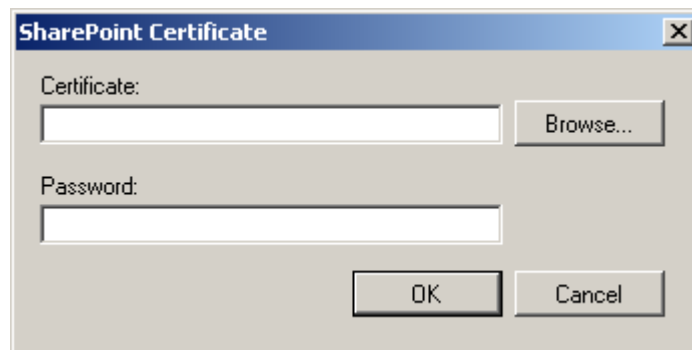 SharePoint Certificate
Certificate:
Browse...
Password:
OK
Cancel